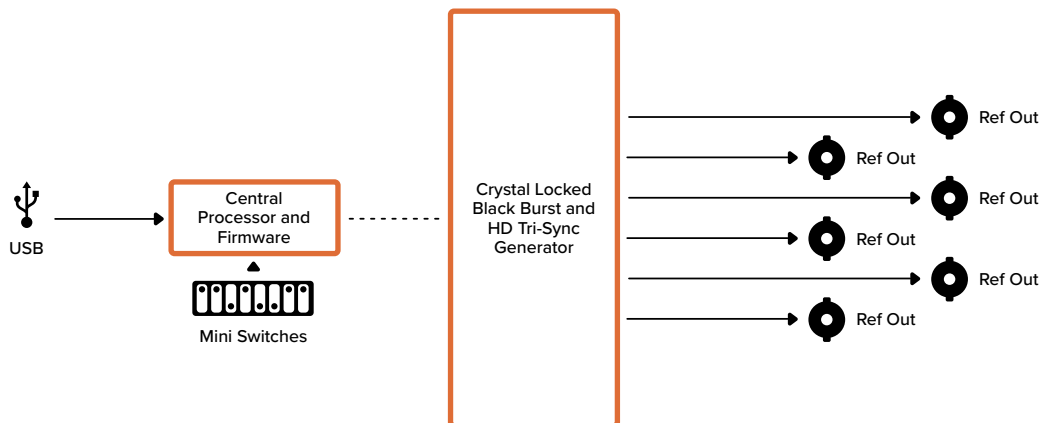 USB
Central
Processor and
Firmware
Mini Switches
Crystal Locked
Black Burst and
HD Tri-Sync
Generator
Ref Out
Ref Out
Ref Out
Ref Out
Ref Out
Ref Out